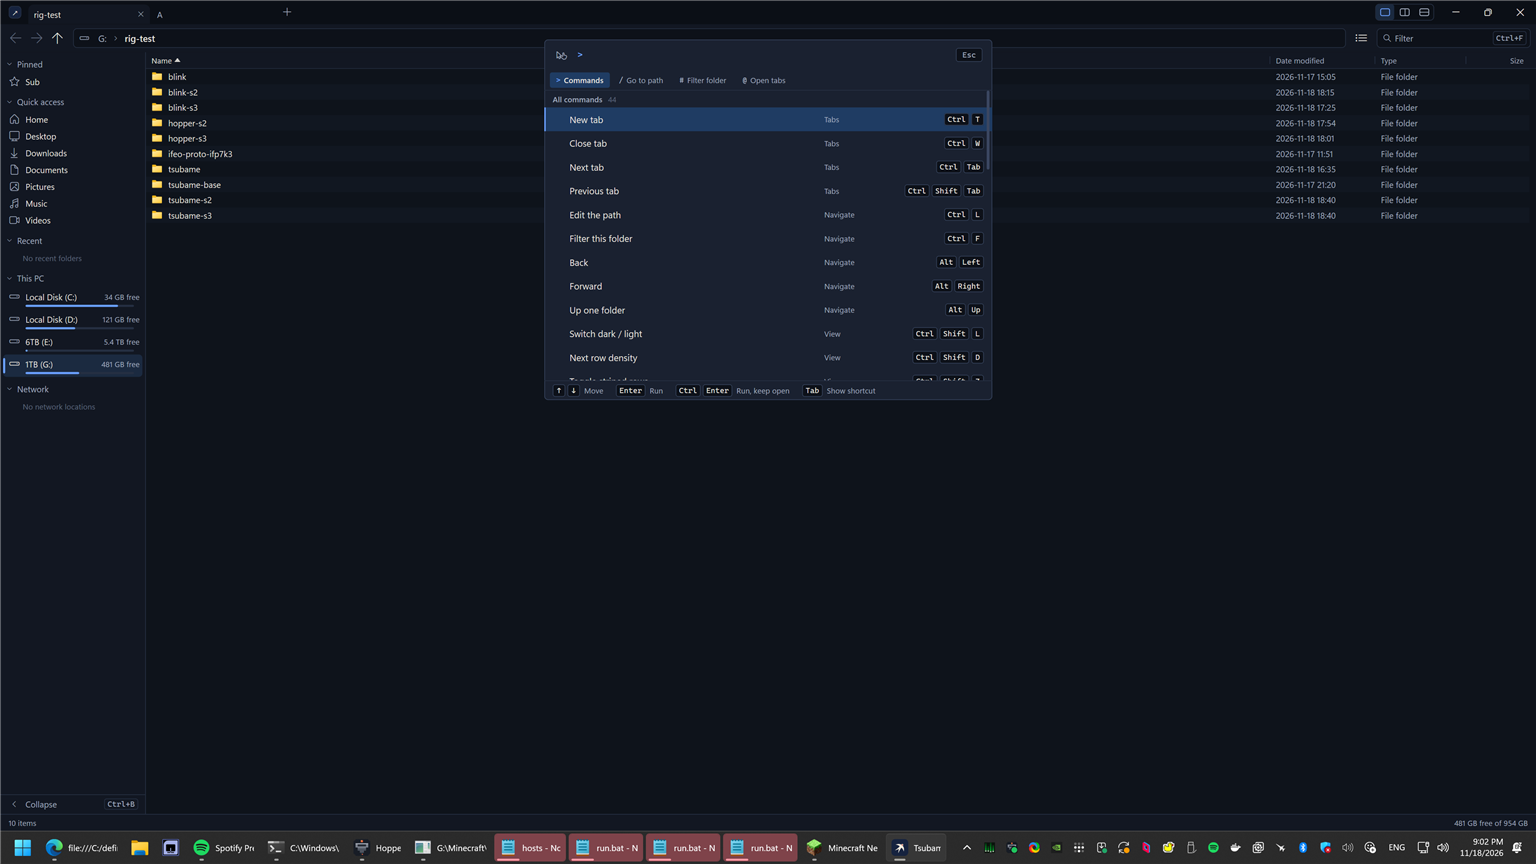 rig-test
A
G: > rig-test
Filter Ctrl+F
Pinned
Sub
Quick access
Home
Desktop
Downloads
Documents
Pictures
Music
Videos
Recent
No recent folders
This PC
Local Disk (C:) 34 GB free
Local Disk (D:) 121 GB free
6TB (E:) 5.4 TB free
1TB (G:) 481 GB free
Network
No network locations
Collapse Ctrl+B
Name Date modified Type Size
blink 2026-11-17 15:05 File folder
blink-s2 2026-11-18 18:15 File folder
blink-s3 2026-11-18 17:25 File folder
hopper-s2 2026-11-18 17:54 File folder
hopper-s3 2026-11-18 18:01 File folder
ifeo-proto-ifp7k3 2026-11-17 11:51 File folder
tsubame 2026-11-18 16:35 File folder
tsubame-base 2026-11-17 21:20 File folder
tsubame-s2 2026-11-18 18:40 File folder
tsubame-s3 2026-11-18 18:40 File folder
> Esc
> Commands / Go to path # Filter folder @ Open tabs
All commands 44
New tab Tabs Ctrl T
Close tab Tabs Ctrl W
Next tab Tabs Ctrl Tab
Previous tab Tabs Ctrl Shift Tab
Edit the path Navigate Ctrl L
Filter this folder Navigate Ctrl F
Back Navigate Alt Left
Forward Navigate Alt Right
Up one folder Navigate Alt Up
Switch dark / light View Ctrl Shift L
Next row density View Ctrl Shift D
↑ ↓ Move Enter Run Ctrl Enter Run, keep open Tab Show shortcut
10 items 481 GB free of 954 GB
file:///C:/defi Spotify Pr C:\Windows\ Hoppe G:\Minecraft\ hosts - Nc run.bat - N run.bat - N run.bat - N Minecraft Ne Tsuban ENG 9:02 PM
11/18/2026